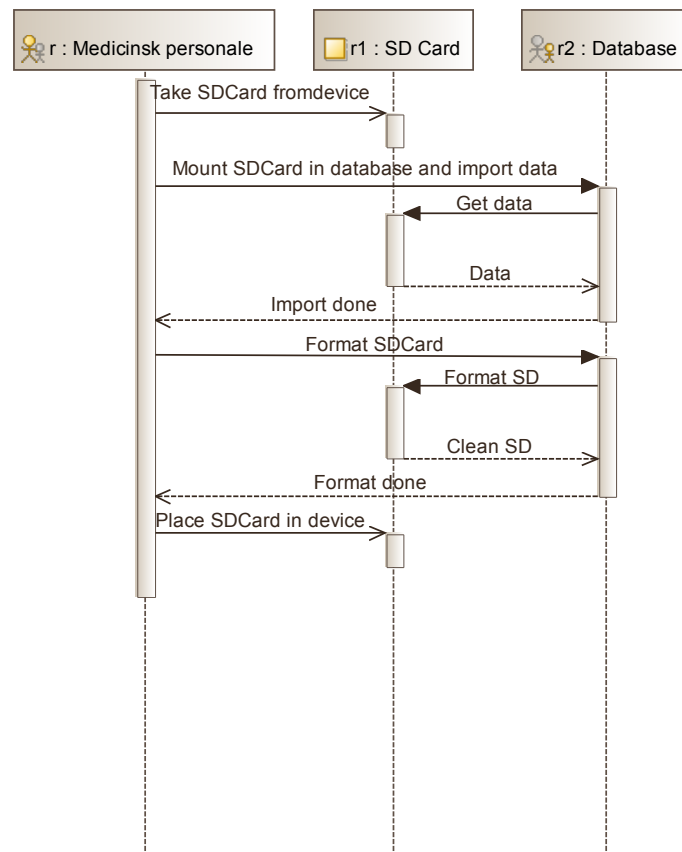 r : Medicinsk personale
r1 : SD Card
r2 : Database
Take SDCard fromdevice
Mount SDCard in database and import data
Get data
Data
Import done
Format SDCard
Format SD
Clean SD
Format done
Place SDCard in device